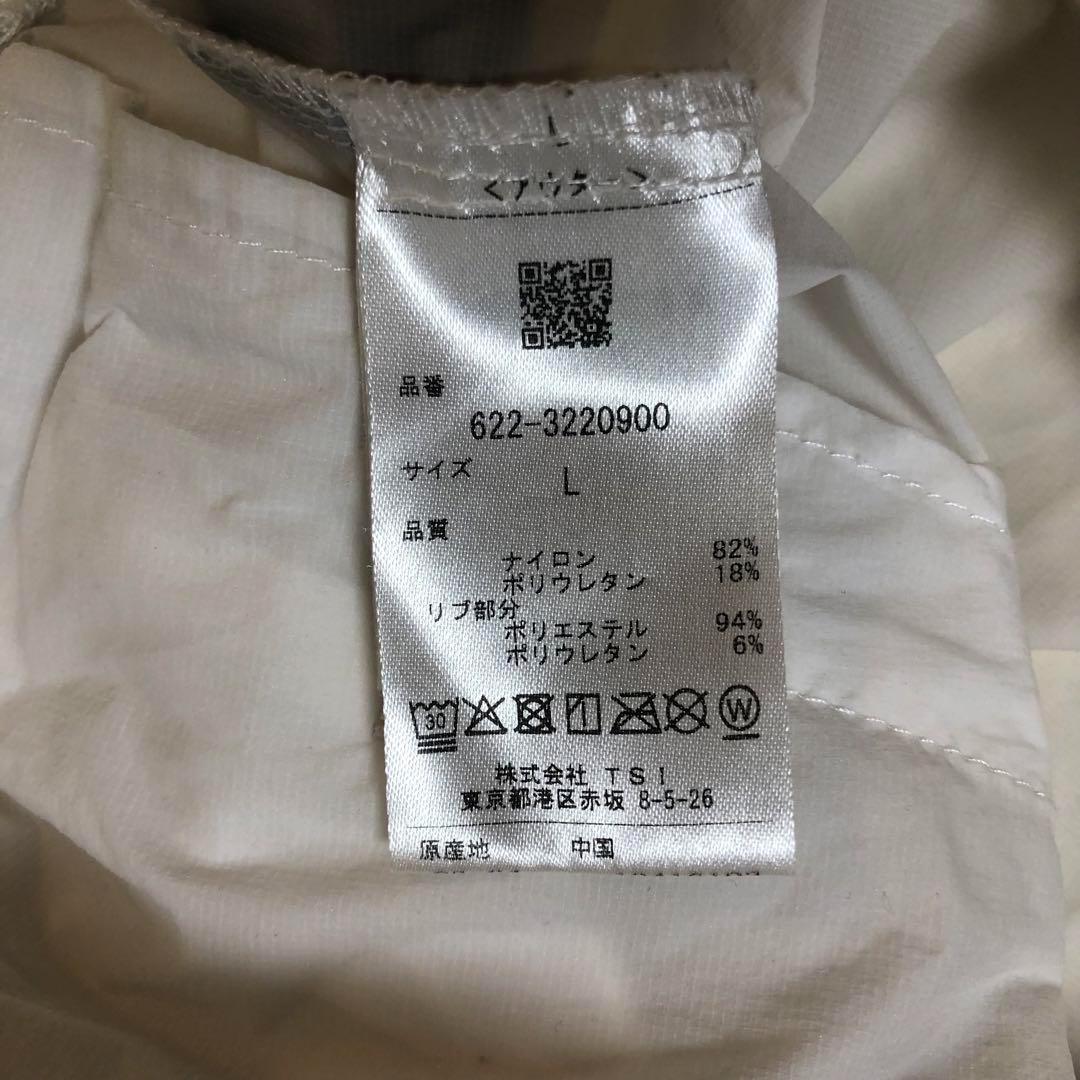 L
<アウター>
品番
622-3220900
サイズ L
品質
ナイロン 82%
ポリウレタン 18%
リブ部分
ポリエステル 94%
ポリウレタン 6%
30 W
株式会社 TSI
東京都港区赤坂 8-5-26
原産地 中国